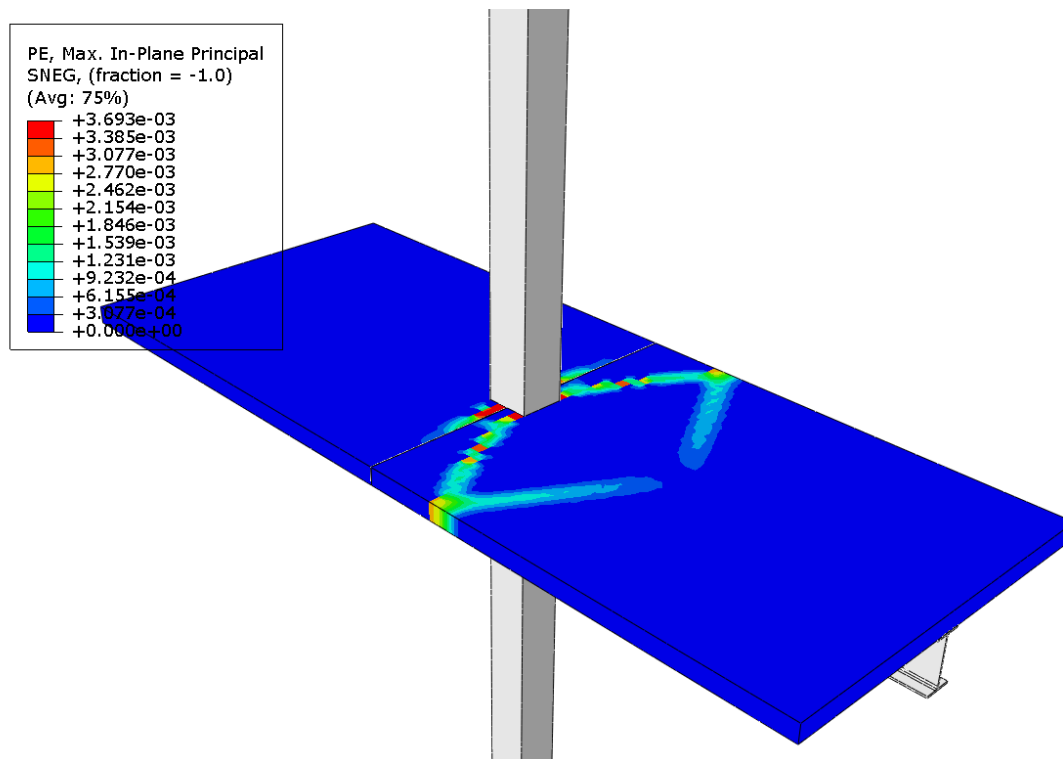 PE, Max. In-Plane Principal
SNEG, (fraction = -1.0)
(Avg: 75%)
+3.693e-03
+3.385e-03
+3.077e-03
+2.770e-03
+2.462e-03
+2.154e-03
+1.846e-03
+1.539e-03
+1.231e-03
+9.232e-04
+6.155e-04
+3.027e-04
+0.000e+00